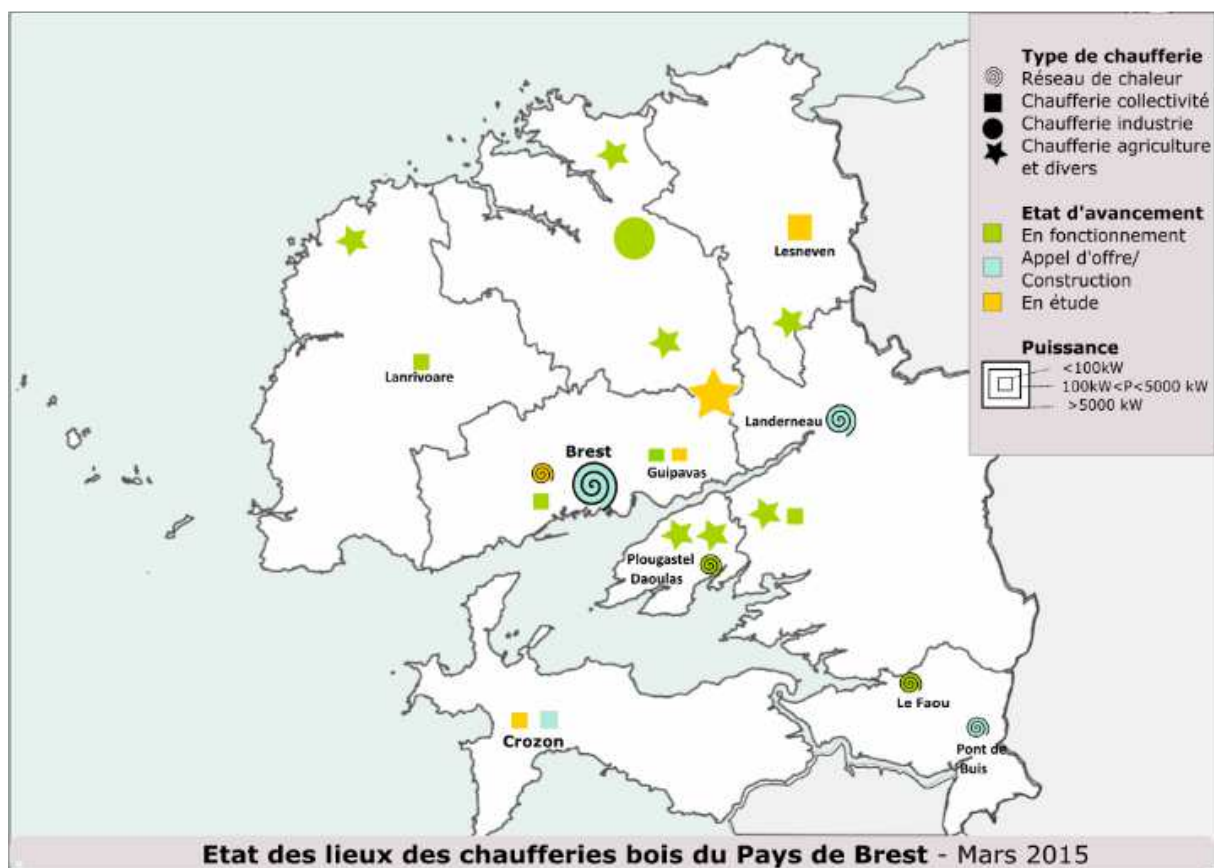 Type de chaufferie
Réseau de chaleur
Chaufferie collectivité
Chaufferie industrie
Chaufferie agriculture
et divers
Etat d'avancement
En fonctionnement
Appel d'offre/
Construction
En étude
Puissance
<100kW
100kW<P<5000 kW
>5000 kW
Lesneven
Lanrivoare
Landerneau
Brest
Guipavas
Plougastel
Daoulas
Le Faou
Crozon
Pont de
Buis
Etat des lieux des chaufferies bois du Pays de Brest - Mars 2015